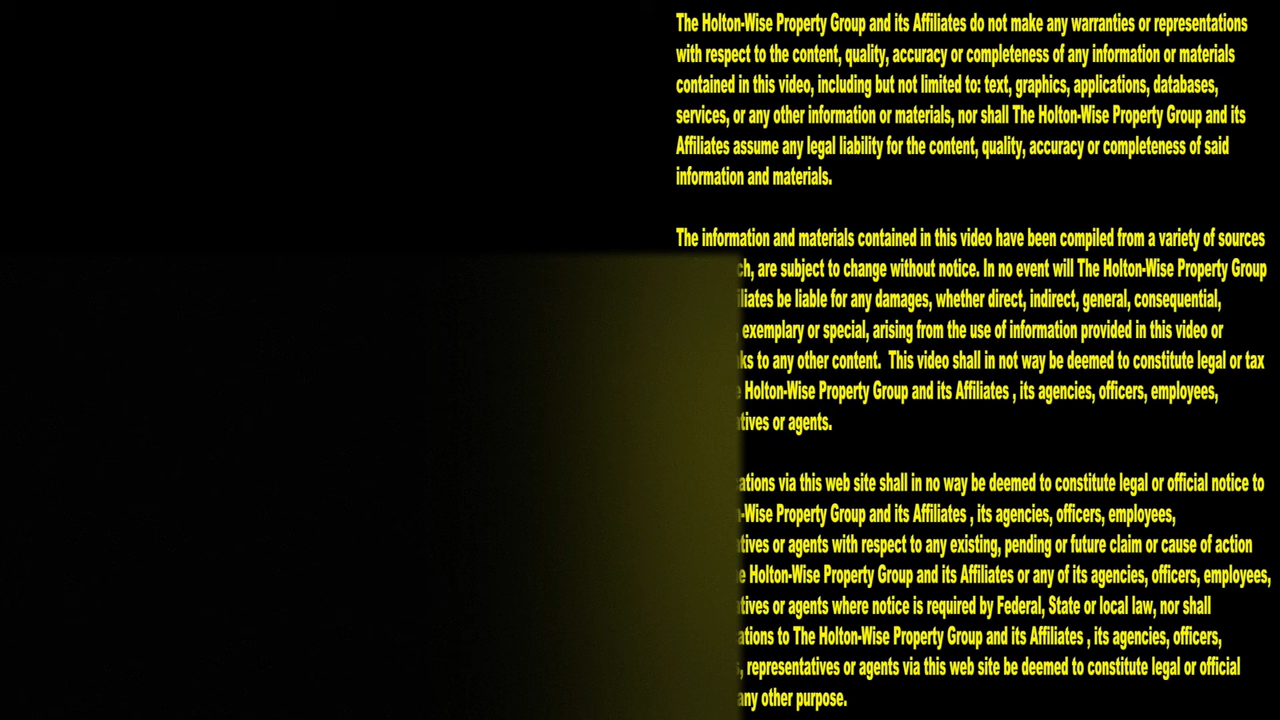 The Holton-Wise Property Group and its Affiliates do not make any warranties or representations
with respect to the content, quality, accuracy or completeness of any information or materials
contained in this video, including but not limited to: text, graphics, applications, databases,
services, or any other information or materials, nor shall The Holton-Wise Property Group and its
Affiliates assume any legal liability for the content, quality, accuracy or completeness of said
information and materials.
The information and materials contained in this video have been compiled from a variety of sources
are subject to change without notice. In no event will The Holton-Wise Property Group
be liable for any damages, whether direct, indirect, general, consequential,
exemplary or special, arising from the use of information provided in this video or
to any other content. This video shall in not way be deemed to constitute legal or tax
Holton-Wise Property Group and its Affiliates , its agencies, officers, employees,
or agents.
via this web site shall in no way be deemed to constitute legal or official notice to
-Wise Property Group and its Affiliates , its agencies, officers, employees,
or agents with respect to any existing, pending or future claim or cause of action
Holton-Wise Property Group and its Affiliates or any of its agencies, officers, employees,
or agents where notice is required by Federal, State or local law, nor shall
to The Holton-Wise Property Group and its Affiliates , its agencies, officers,
, representatives or agents via this web site be deemed to constitute legal or official
any other purpose.